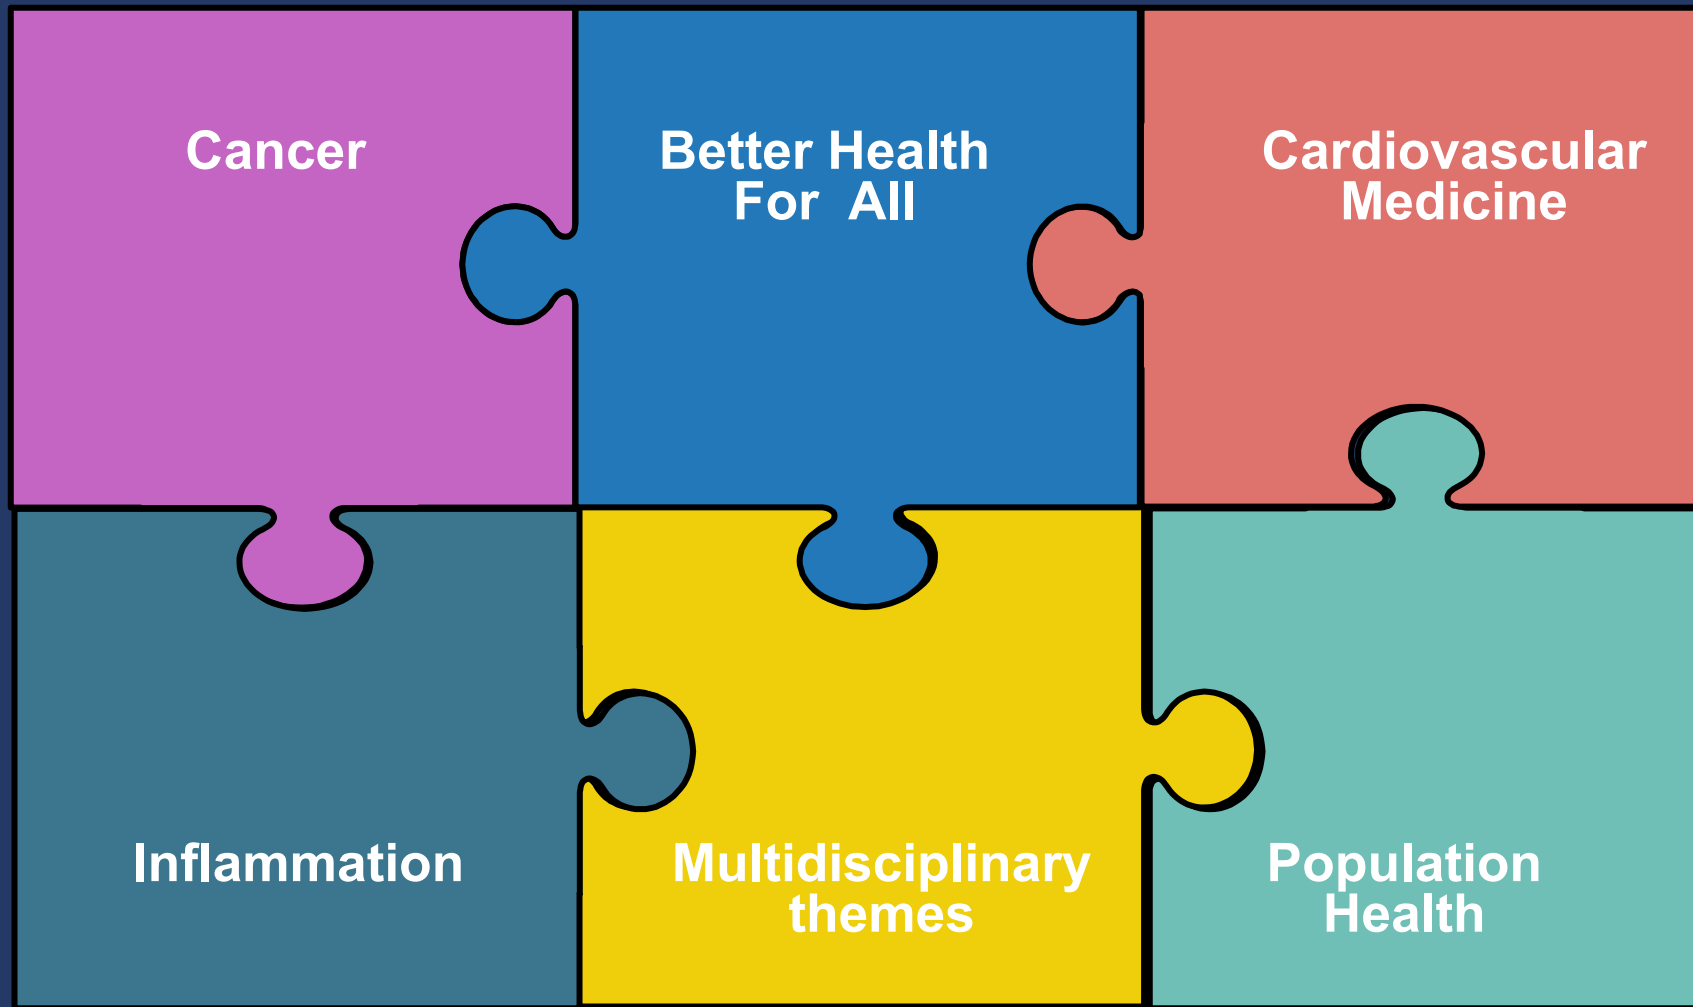 Cancer
Better Health
For All
Cardiovascular
Medicine
Inflammation
Multidisciplinary
themes
Population
Health